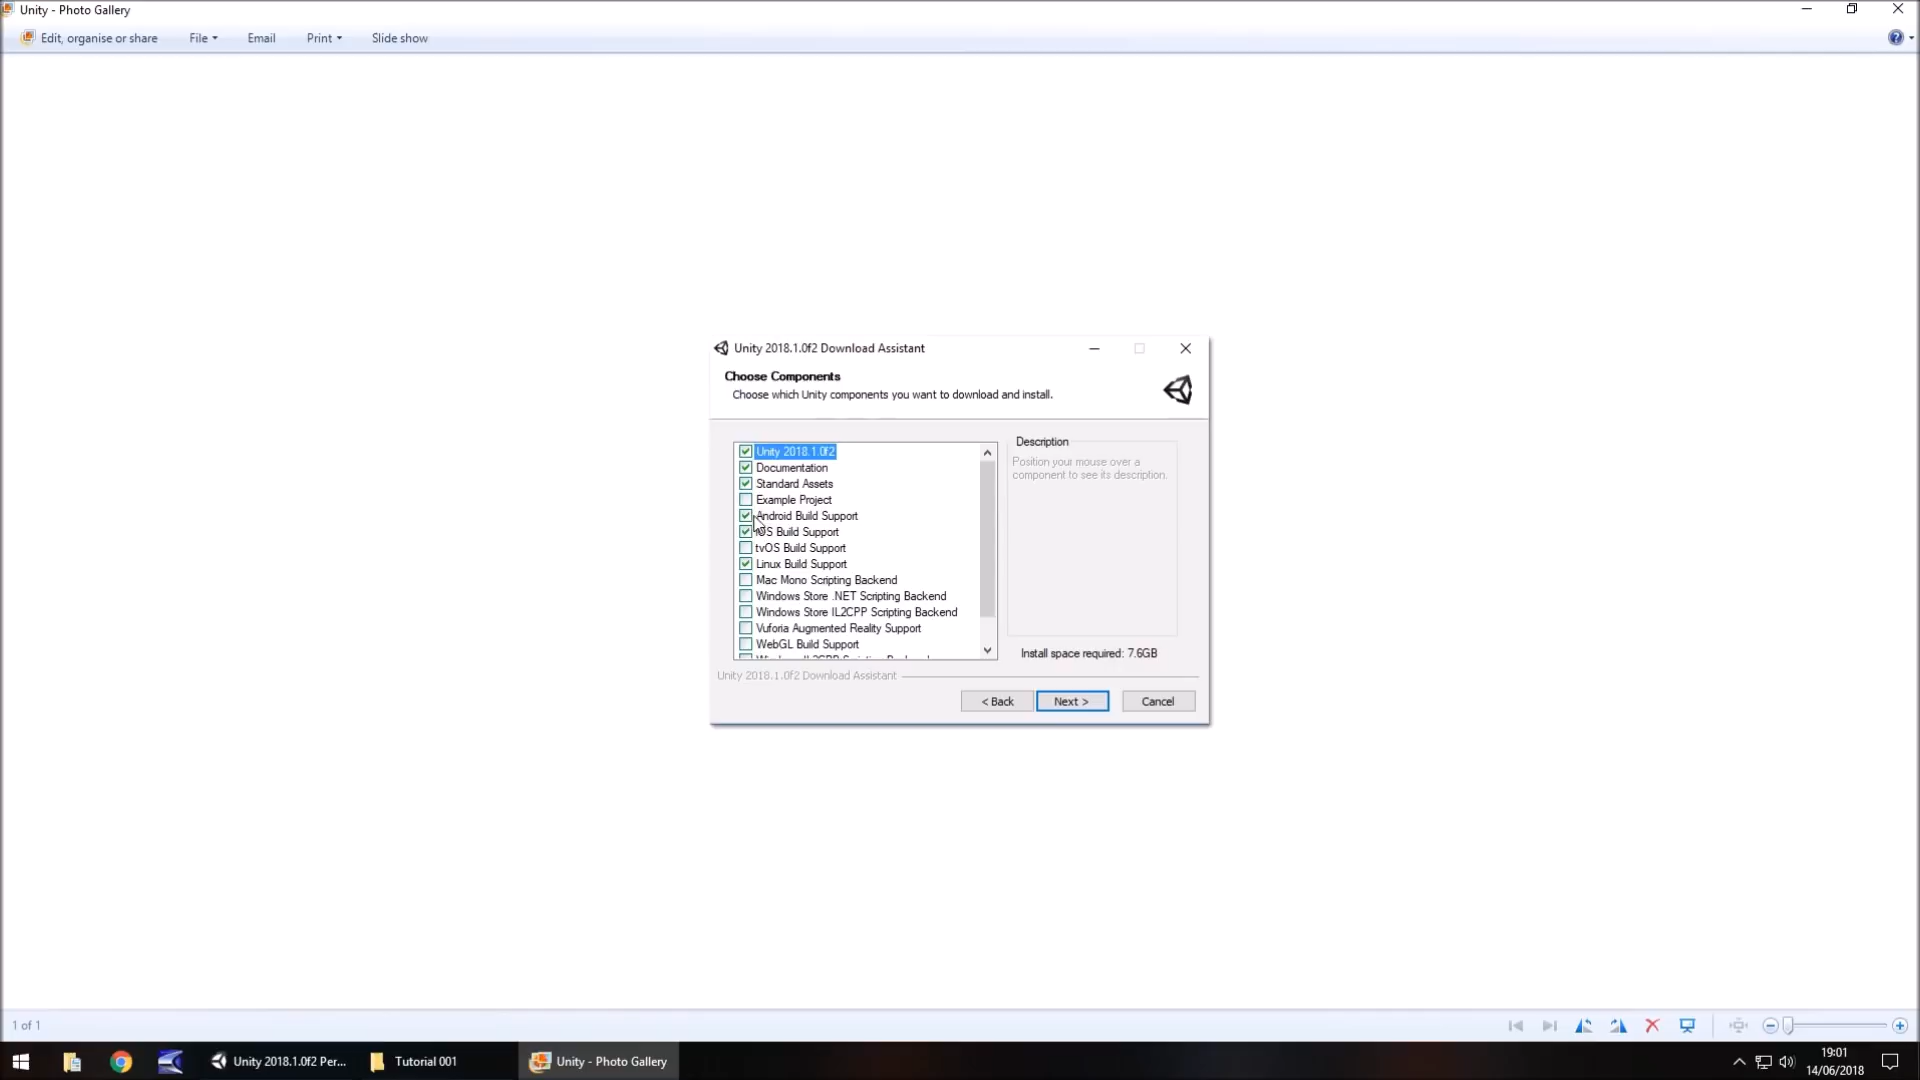 Unity - Photo Gallery
Edit, organise or share File Email Print Slide show
Unity 2018.1.0f2 Download Assistant
Choose Components
Choose which Unity components you want to download and install.
Unity 2018.1.0f2
Documentation
Standard Assets
Example Project
Android Build Support
iOS Build Support
tvOS Build Support
Linux Build Support
Mac Mono Scripting Backend
Windows Store .NET Scripting Backend
Windows Store IL2CPP Scripting Backend
Vuforia Augmented Reality Support
WebGL Build Support
Description
Position your mouse over a
component to see its description.
Install space required: 7.6GB
Unity 2018.1.0f2 Download Assistant
< Back Next > Cancel
1 of 1
Unity 2018.1.0f2 Per... Tutorial 001 Unity - Photo Gallery
19:01
14/06/2018